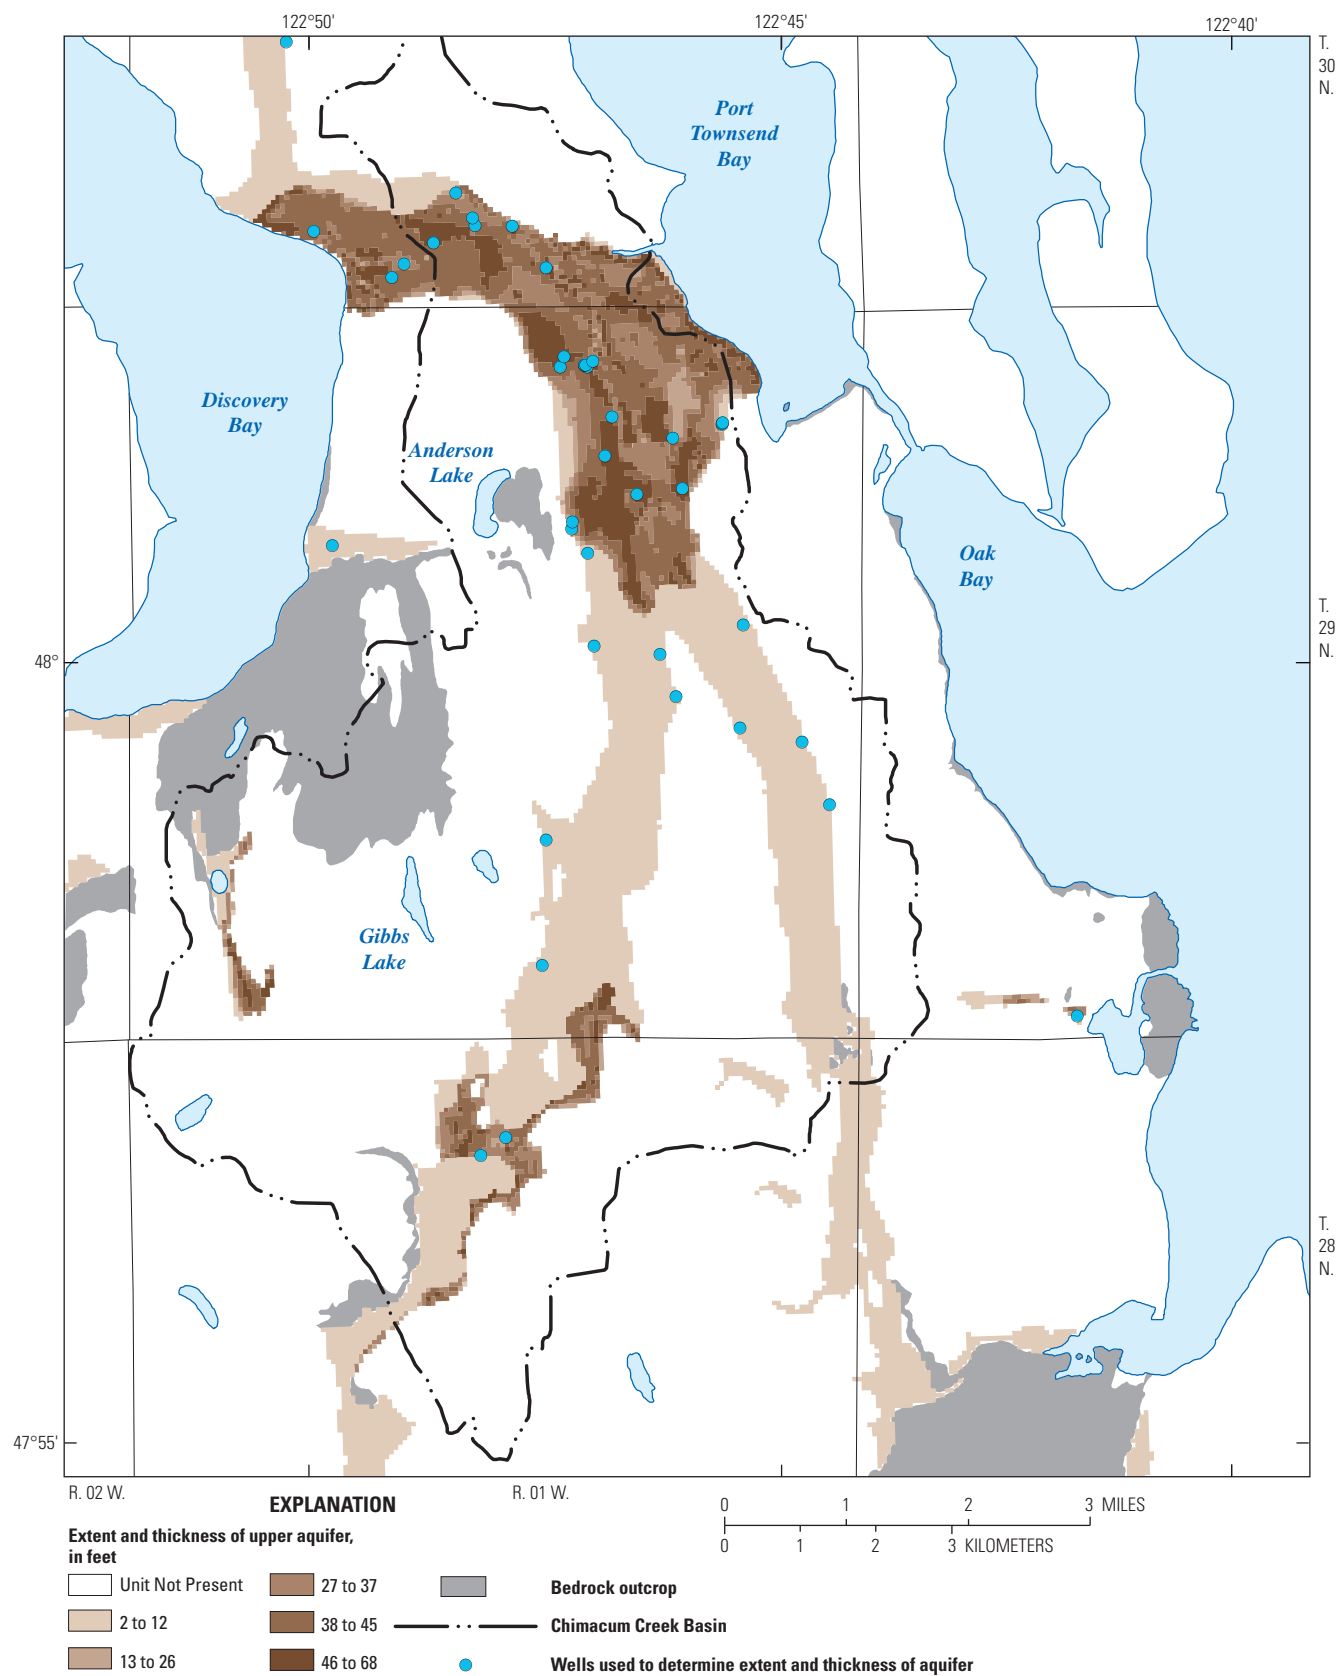 122°50'
122°45'
122°40'
T.
30
N.
Port
Townsend
Bay
Discovery
Bay
Anderson
Lake
Oak
Bay
T.
29
N.
48°
Gibbs
Lake
T.
28
N.
47°55'
R. 02 W.
R. 01 W.
EXPLANATION
Extent and thickness of upper aquifer,
in feet
Unit Not Present
2 to 12
13 to 26
27 to 37
38 to 45
46 to 68
Bedrock outcrop
Chimacum Creek Basin
Wells used to determine extent and thickness of aquifer
0 1 2 3 MILES
0 1 2 3 KILOMETERS